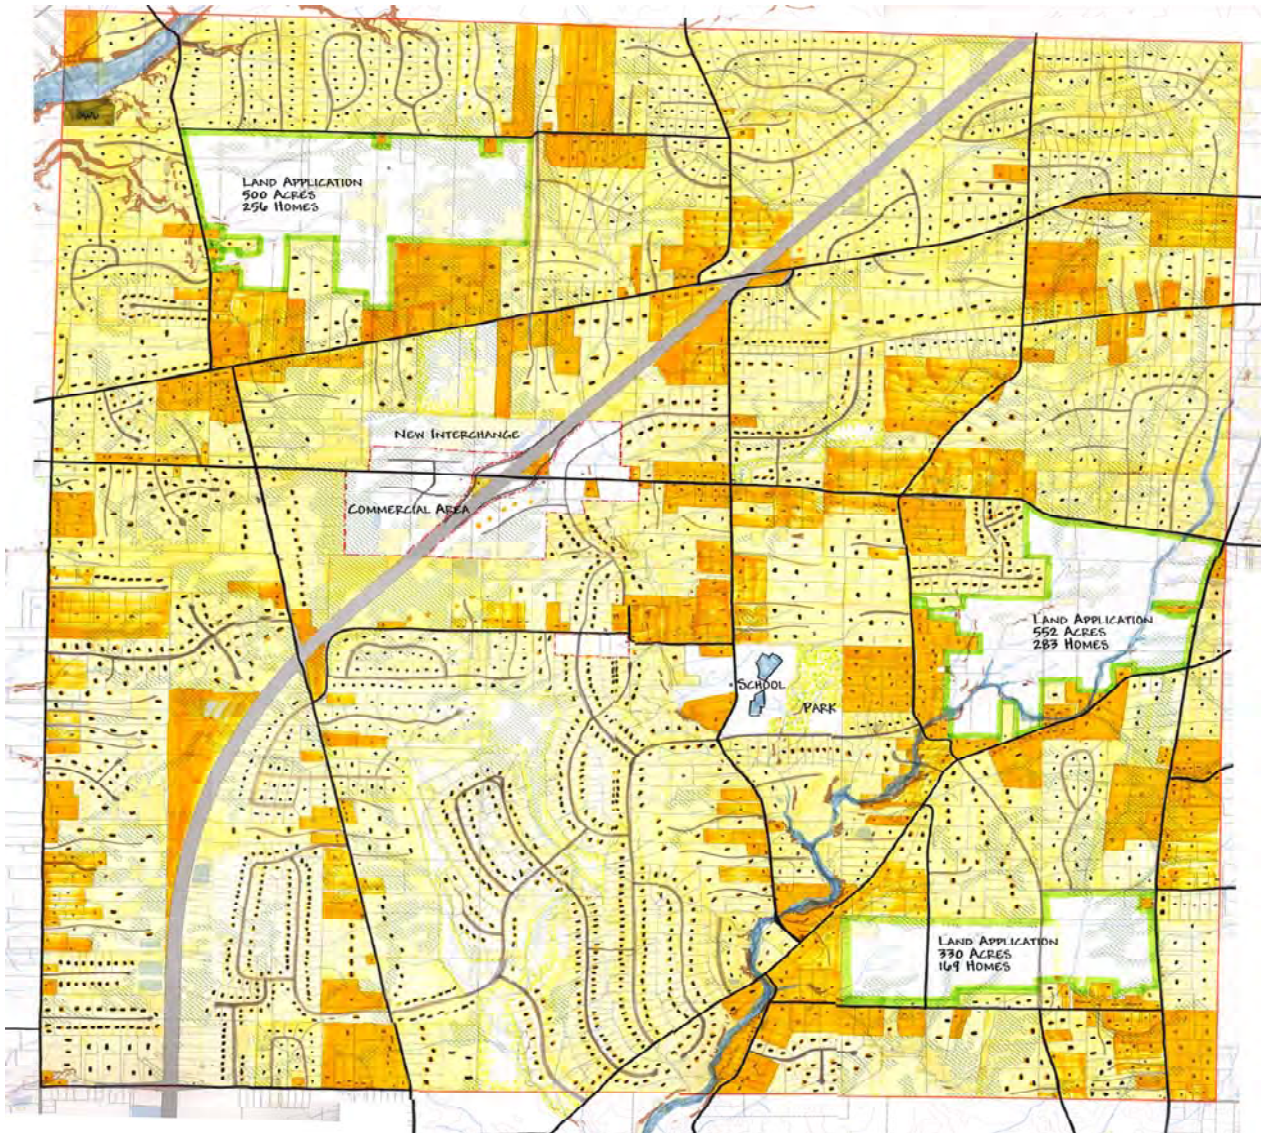 LAND APPLICATION
500 ACRES
256 HOMES
NEW INTERCHANGE
COMMERCIAL AREA
LAND APPLICATION
552 ACRES
283 HOMES
SCHOOL
PARK
LAND APPLICATION
330 ACRES
169 HOMES